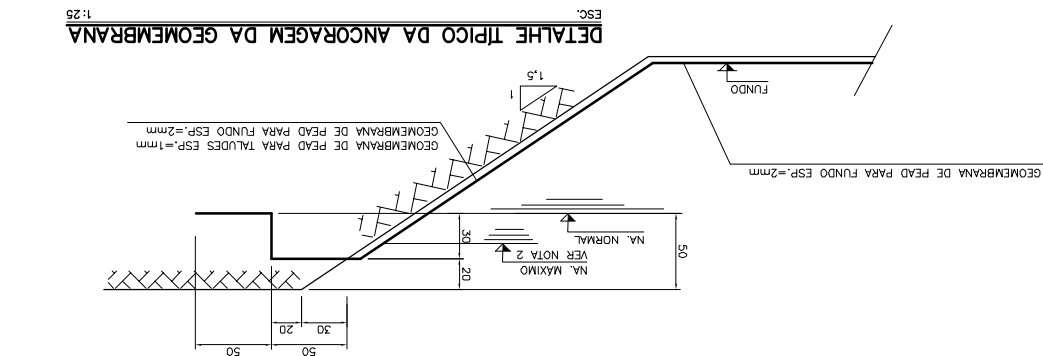 50 50
30 20
20
NA. MÁXIMO
VER NOTA 2
50
NA. NORMAL
30
GEOMEMBRANA DE PEAD PARA FUNDO ESP.=2mm
GEOMEMBRANA DE PEAD PARA TALUDES ESP.=1mm
GEOMEMBRANA DE PEAD PARA FUNDO ESP.=2mm
1
FUNDO
1,5
DETALHE TÍPICO DA ANCORAGEM DA GEOMEMBRANA
ESC. 1:25